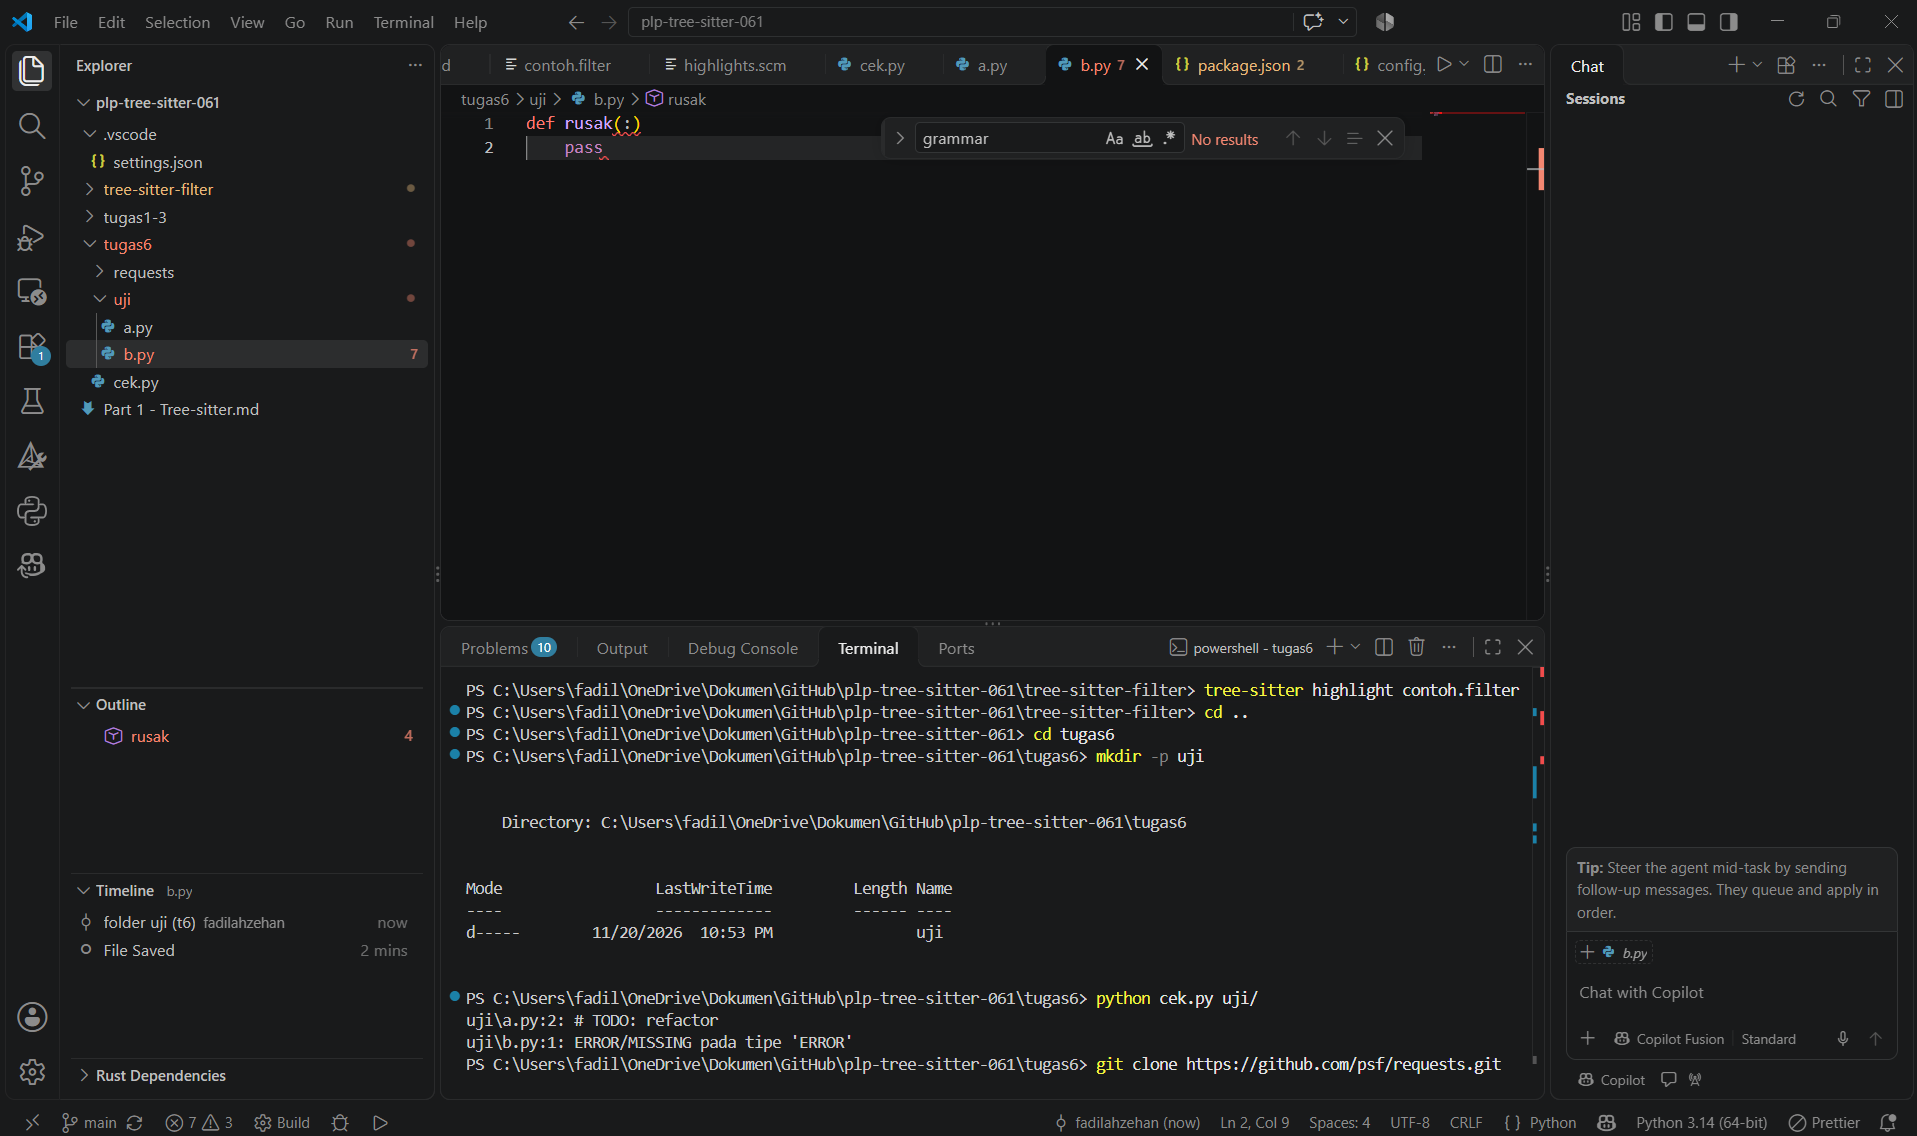 File Edit Selection View Go Run Terminal Help
plp-tree-sitter-061
Explorer
plp-tree-sitter-061
.vscode
{} settings.json
tree-sitter-filter
tugas1-3
tugas6
requests
uji
a.py
b.py 7
cek.py
Part 1 - Tree-sitter.md
Outline
rusak 4
Timeline b.py
folder uji (t6) fadilahzehan now
File Saved 2 mins
Rust Dependencies
1
d
contoh.filter
highlights.scm
cek.py
a.py
b.py 7
{} package.json 2
{} config.
tugas6 > uji > b.py > rusak
1 def rusak(:)
2 pass
grammar Aa ab .* No results
Problems 10 Output Debug Console Terminal Ports
powershell - tugas6
PS C:\Users\fadil\OneDrive\Dokumen\GitHub\plp-tree-sitter-061\tree-sitter-filter> tree-sitter highlight contoh.filter
PS C:\Users\fadil\OneDrive\Dokumen\GitHub\plp-tree-sitter-061\tree-sitter-filter> cd ..
PS C:\Users\fadil\OneDrive\Dokumen\GitHub\plp-tree-sitter-061> cd tugas6
PS C:\Users\fadil\OneDrive\Dokumen\GitHub\plp-tree-sitter-061\tugas6> mkdir -p uji
Directory: C:\Users\fadil\OneDrive\Dokumen\GitHub\plp-tree-sitter-061\tugas6
Mode LastWriteTime Length Name
---- ------------- ------ ----
d----- 11/20/2026 10:53 PM uji
PS C:\Users\fadil\OneDrive\Dokumen\GitHub\plp-tree-sitter-061\tugas6> python cek.py uji/
uji\a.py:2: # TODO: refactor
uji\b.py:1: ERROR/MISSING pada tipe 'ERROR'
PS C:\Users\fadil\OneDrive\Dokumen\GitHub\plp-tree-sitter-061\tugas6> git clone https://github.com/psf/requests.git
Chat
Sessions
Tip: Steer the agent mid-task by sending
follow-up messages. They queue and apply in
order.
b.py
Chat with Copilot
Copilot Fusion Standard
Copilot
main 7 3 Build
fadilahzehan (now) Ln 2, Col 9 Spaces: 4 UTF-8 CRLF {} Python Python 3.14 (64-bit) Prettier